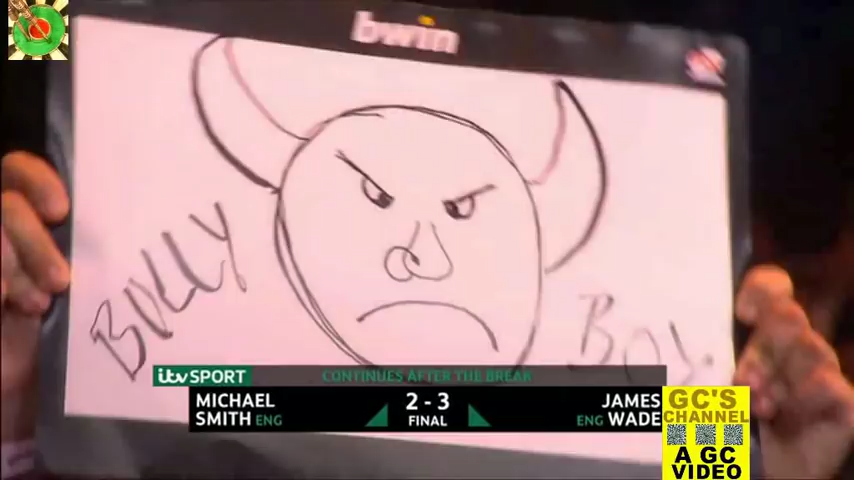 bwin
BULLY
BOY
itv SPORT
CONTINUES AFTER THE BREAK
MICHAEL
SMITH ENG
2 - 3
FINAL
JAMES
ENG WADE
GC'S
CHANNEL
A GC
VIDEO